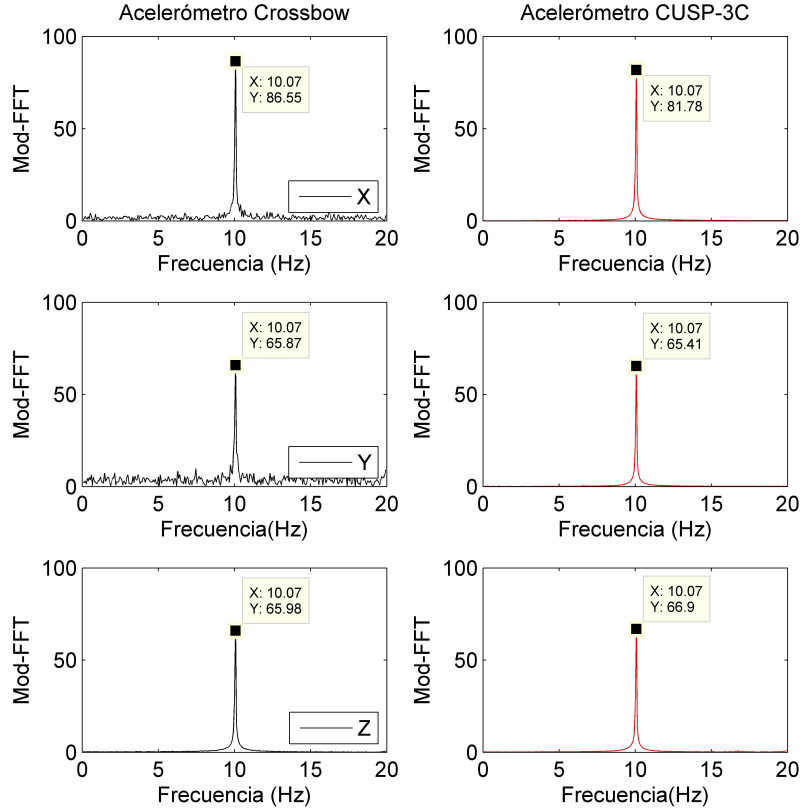 Acelerómetro Crossbow
Acelerómetro CUSP-3C
100
50
0
Mod-FFT
X: 10.07
Y: 86.55
X
0 5 10 15 20
Frecuencia (Hz)
100
50
0
Mod-FFT
X: 10.07
Y: 81.78
0 5 10 15 20
Frecuencia (Hz)
100
50
0
Mod-FFT
X: 10.07
Y: 65.87
Y
0 5 10 15 20
Frecuencia(Hz)
100
50
0
Mod-FFT
X: 10.07
Y: 65.41
0 5 10 15 20
Frecuencia (Hz)
100
50
0
Mod-FFT
X: 10.07
Y: 65.98
Z
0 5 10 15 20
Frecuencia (Hz)
100
50
0
Mod-FFT
X: 10.07
Y: 66.9
0 5 10 15 20
Frecuencia(Hz)